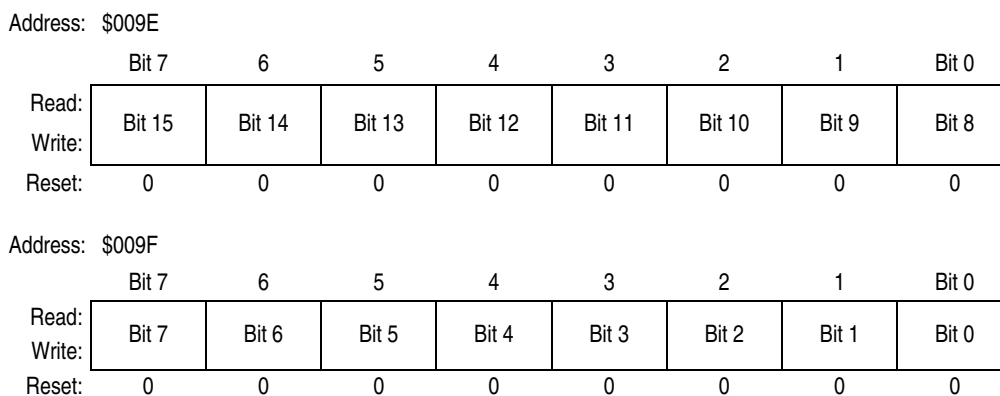 Address: $009E
Bit 7 6 5 4 3 2 1 Bit 0
Read:
Bit 15 Bit 14 Bit 13 Bit 12 Bit 11 Bit 10 Bit 9 Bit 8
Write:
Reset: 0 0 0 0 0 0 0 0
Address: $009F
Bit 7 6 5 4 3 2 1 Bit 0
Read:
Bit 7 Bit 6 Bit 5 Bit 4 Bit 3 Bit 2 Bit 1 Bit 0
Write:
Reset: 0 0 0 0 0 0 0 0